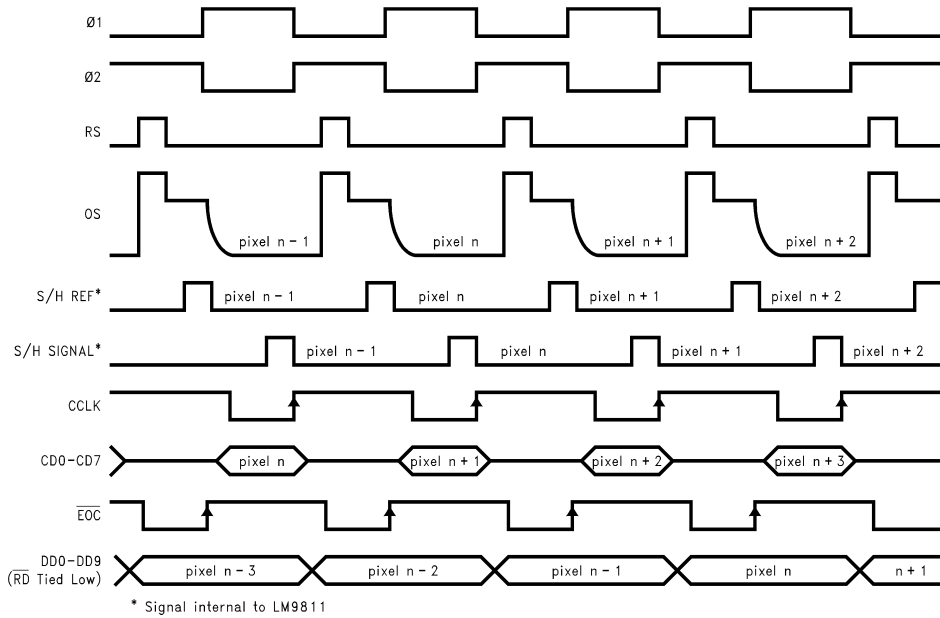 Ø1
Ø2
RS
OS
pixel n – 1
pixel n
pixel n + 1
pixel n + 2
S/H REF*
pixel n – 1
pixel n
pixel n + 1
pixel n + 2
S/H SIGNAL*
pixel n – 1
pixel n
pixel n + 1
pixel n + 2
CCLK
CD0–CD7
pixel n
pixel n + 1
pixel n + 2
pixel n + 3
E̅O̅C̅
DD0–DD9
(R̅D̅ Tied Low)
pixel n – 3
pixel n – 2
pixel n – 1
pixel n
n + 1
* Signal internal to LM9811